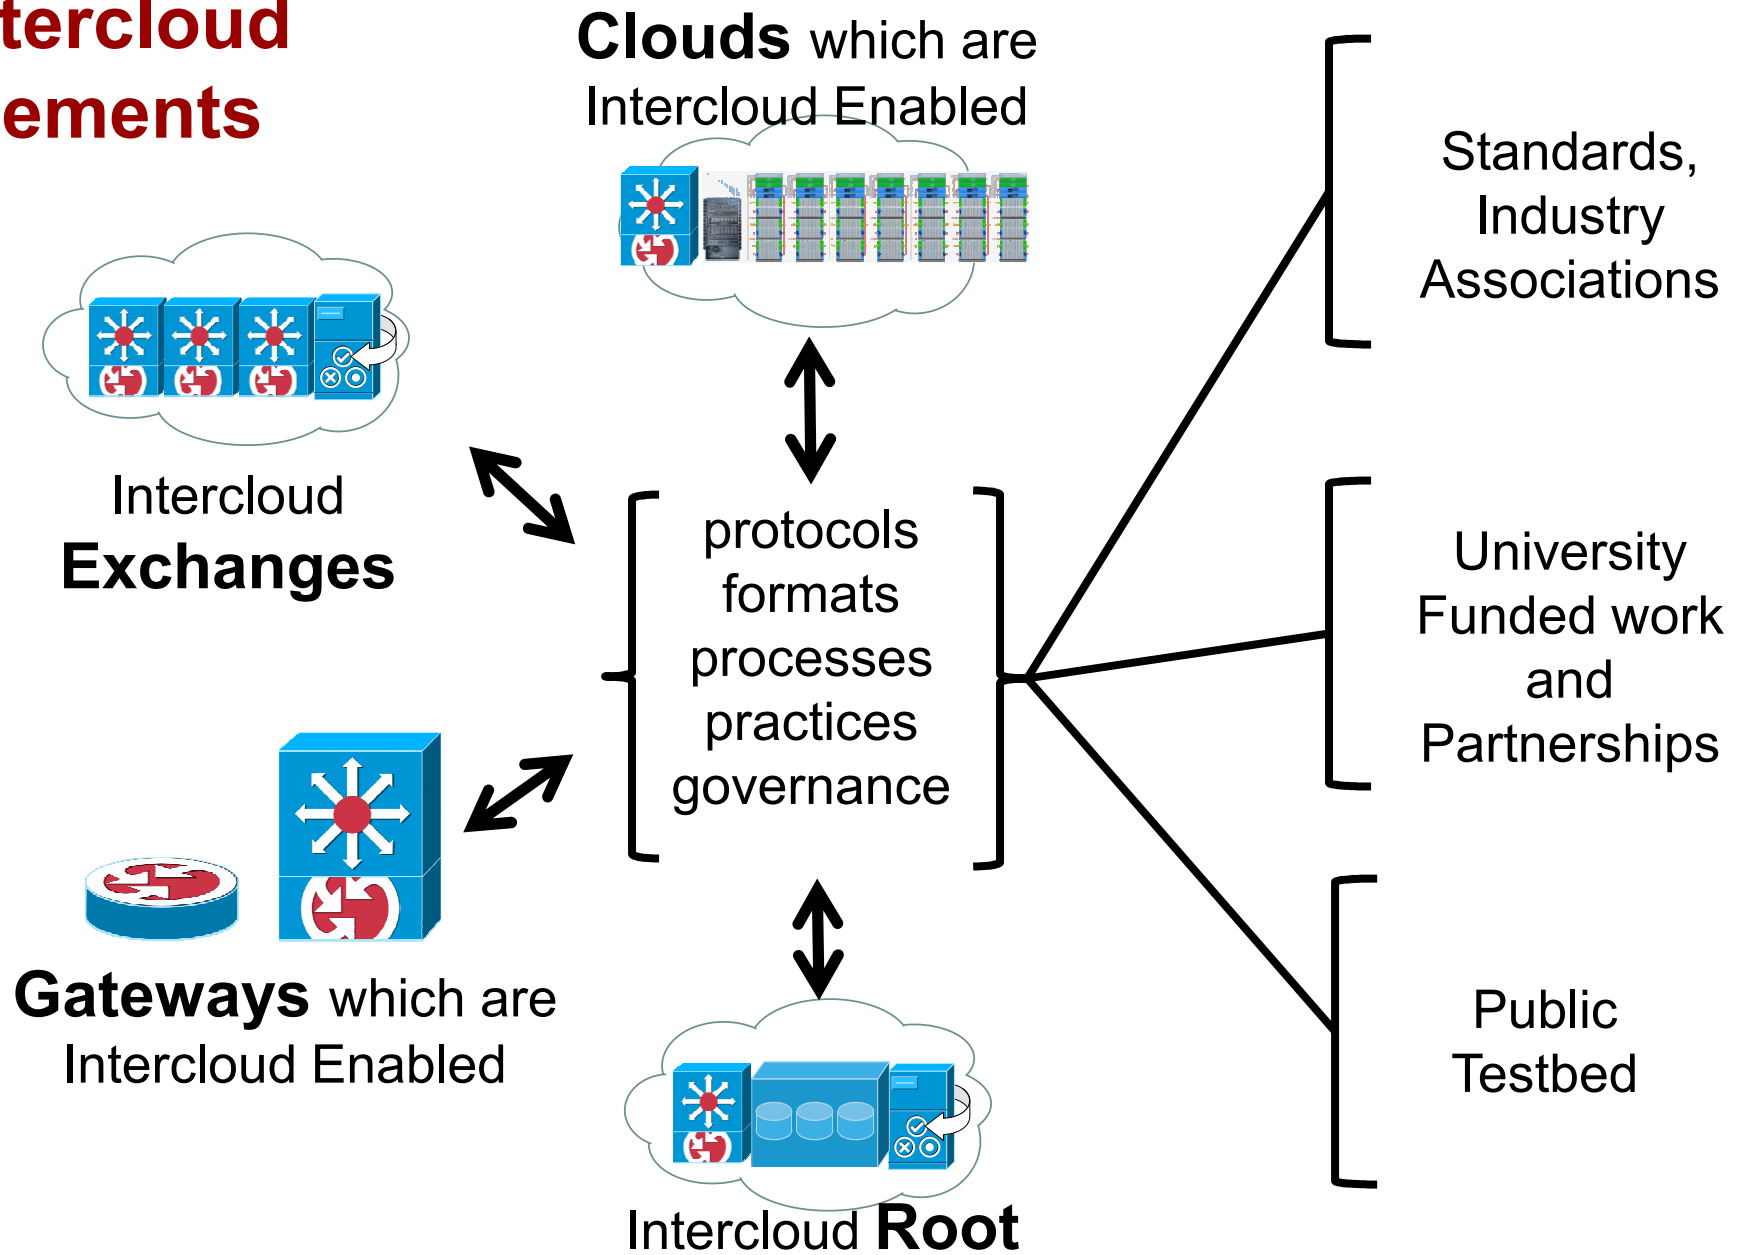 tercloud
ements
Clouds which are
Intercloud Enabled
Intercloud
Exchanges
Gateways which are
Intercloud Enabled
protocols
formats
processes
practices
governance
Intercloud Root
Standards,
Industry
Associations
University
Funded work
and
Partnerships
Public
Testbed